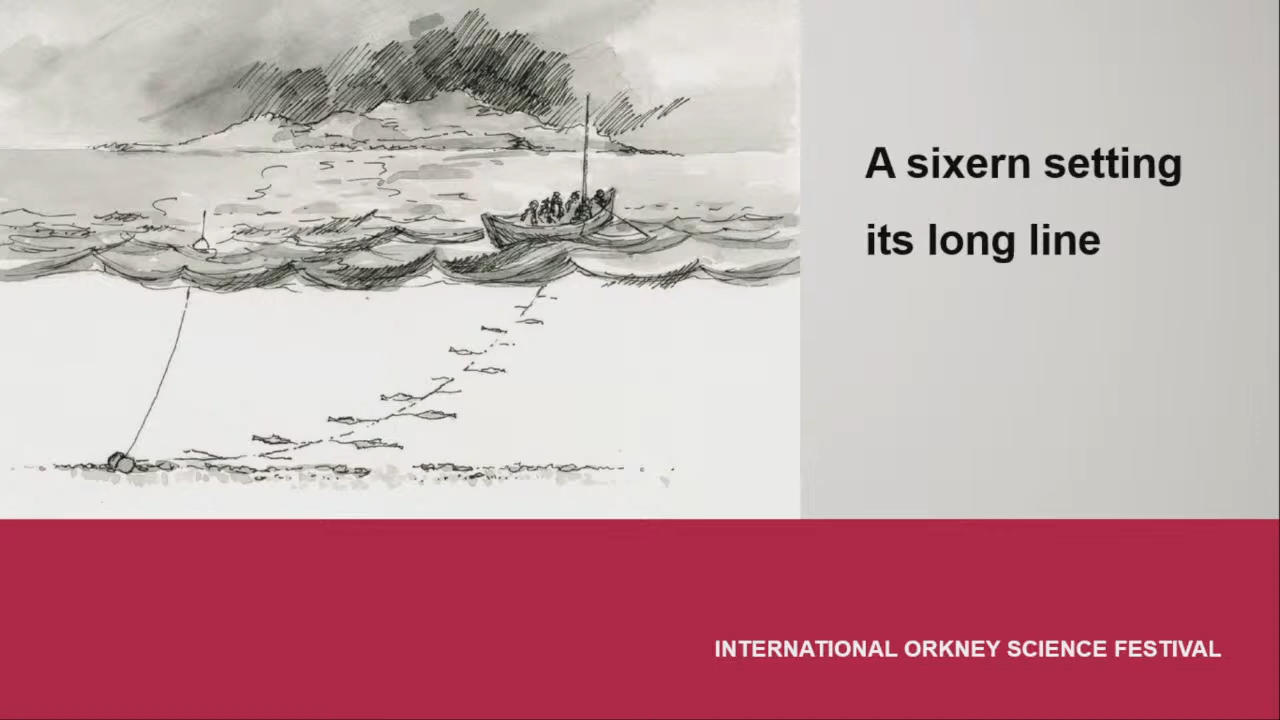 A sixern setting
its long line
INTERNATIONAL ORKNEY SCIENCE FESTIVAL